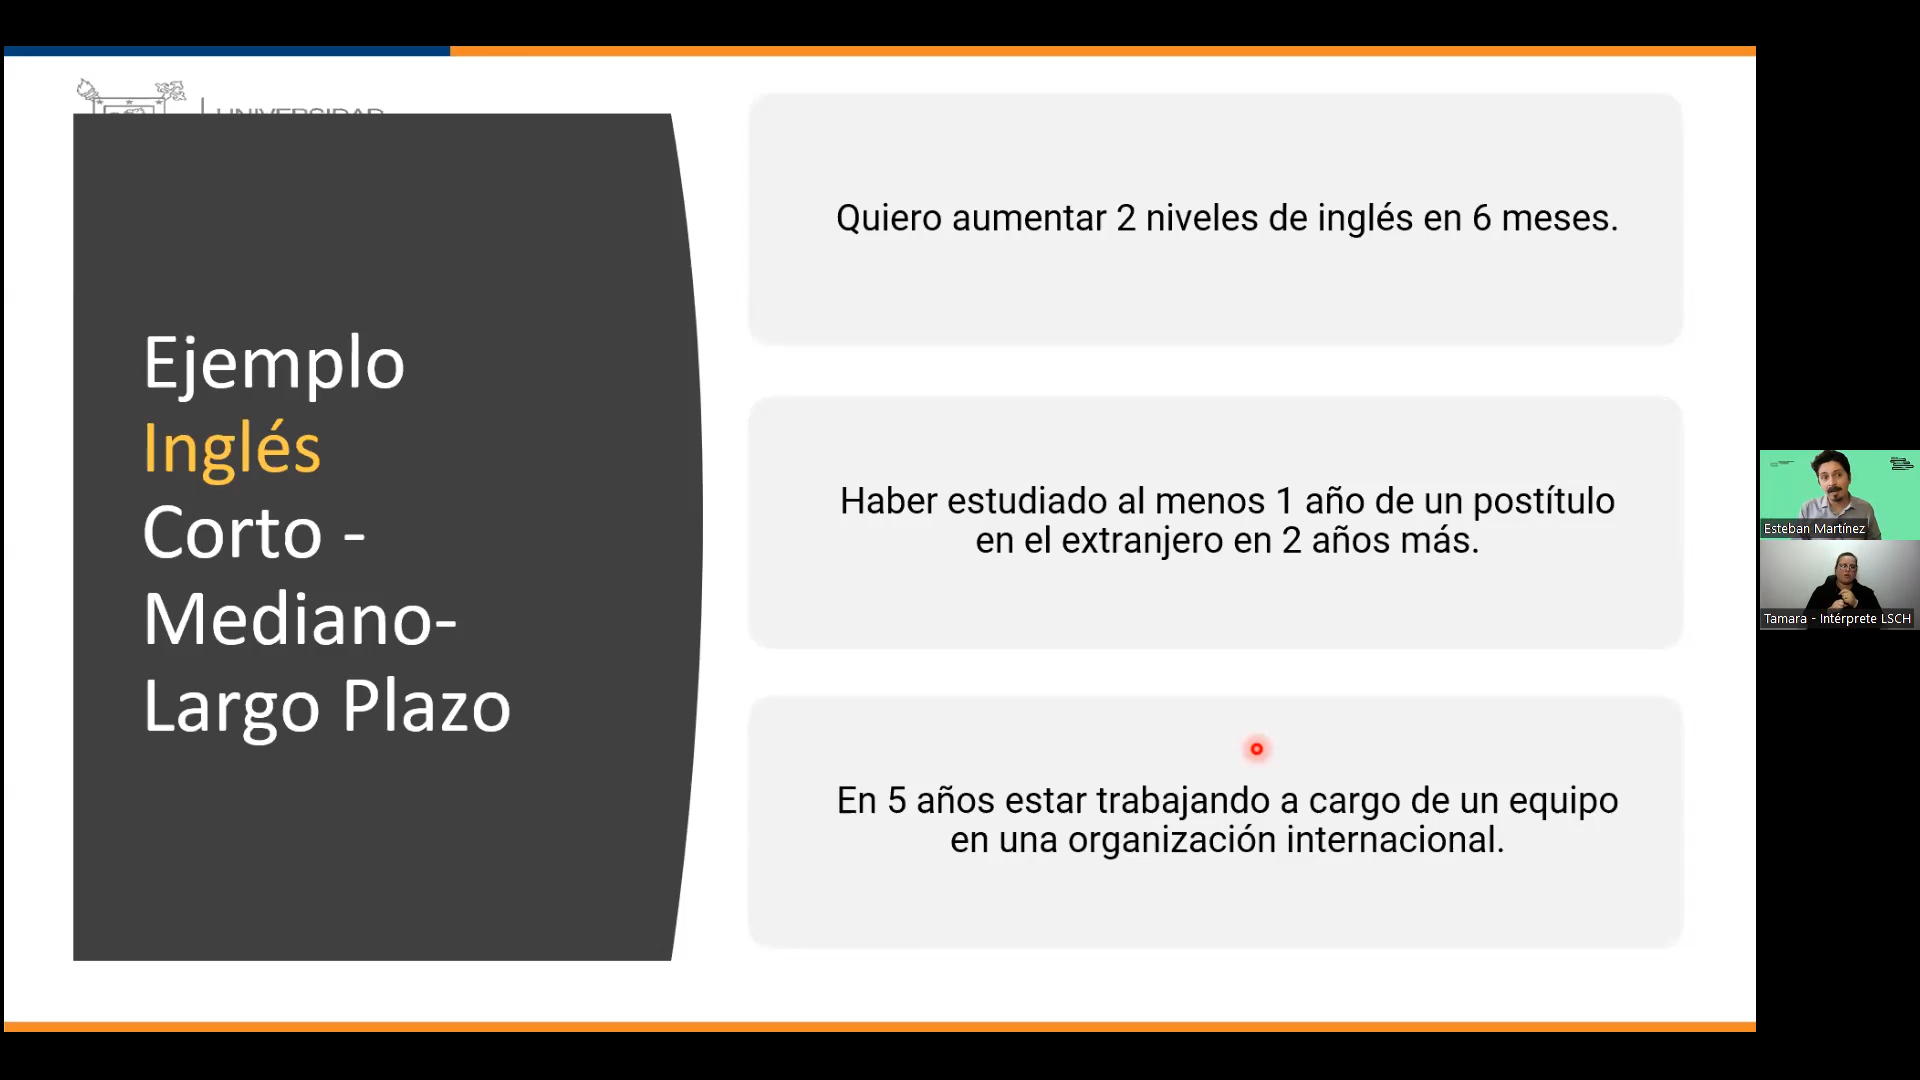 UNIVERSIDAD
Ejemplo
Inglés
Corto -
Mediano-
Largo Plazo
Quiero aumentar 2 niveles de inglés en 6 meses.
Haber estudiado al menos 1 año de un postítulo
en el extranjero en 2 años más.
En 5 años estar trabajando a cargo de un equipo
en una organización internacional.
Esteban Martínez
Tamara - Intérprete LSCH